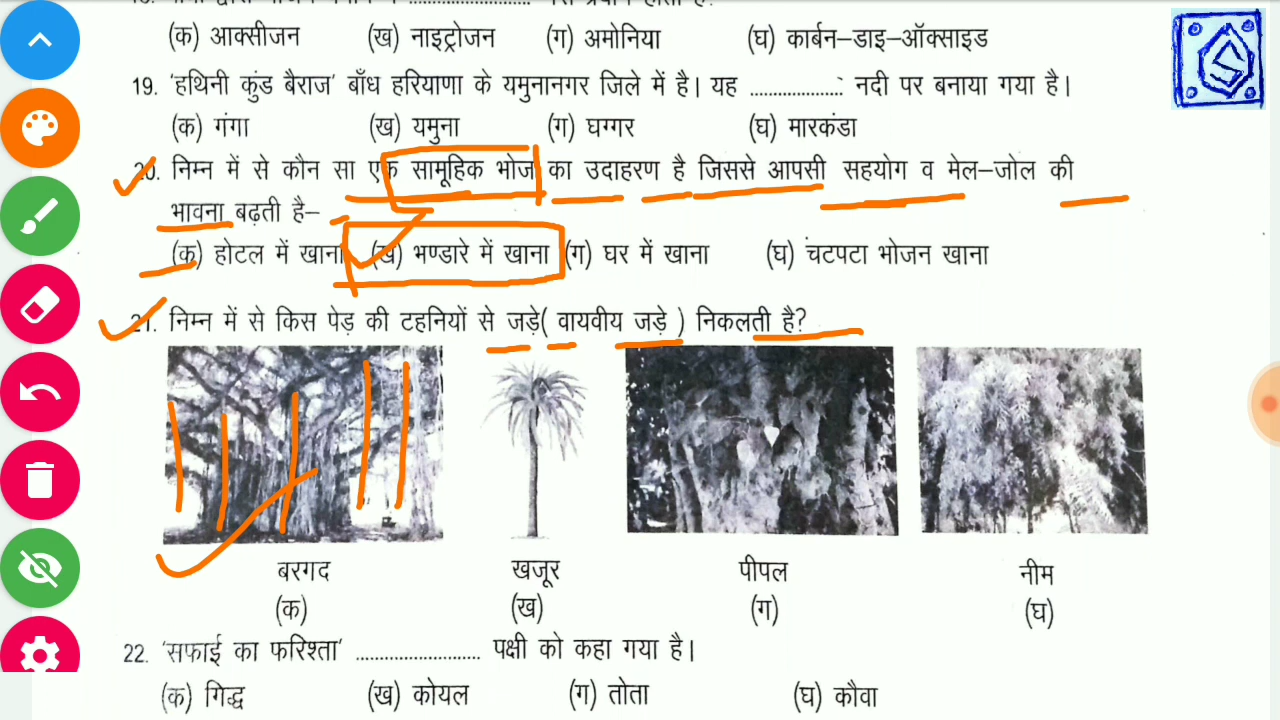 (क) आक्सीजन (ख) नाइट्रोजन (ग) अमोनिया (घ) कार्बन–डाइ–ऑक्साइड
19. 'हथिनी कुंड बैराज' बाँध हरियाणा के यमुनानगर जिले में है। यह .................... नदी पर बनाया गया है।
(क) गंगा (ख) यमुना (ग) घग्गर (घ) मारकंडा
20. निम्न में से कौन सा एक सामूहिक भोज का उदाहरण है जिससे आपसी सहयोग व मेल–जोल की
भावना बढ़ती है–
(क) होटल में खाना (ख) भण्डारे में खाना (ग) घर में खाना (घ) चंटपटा भोजन खाना
21. निम्न में से किस पेड़ की टहनियों से जड़े( वायवीय जड़े ) निकलती है?
बरगद खजूर पीपल नीम
(क) (ख) (ग) (घ)
22. 'सफाई का फरिश्ता' .......................... पक्षी को कहा गया है।
(क) गिद्ध (ख) कोयल (ग) तोता (घ) कौवा